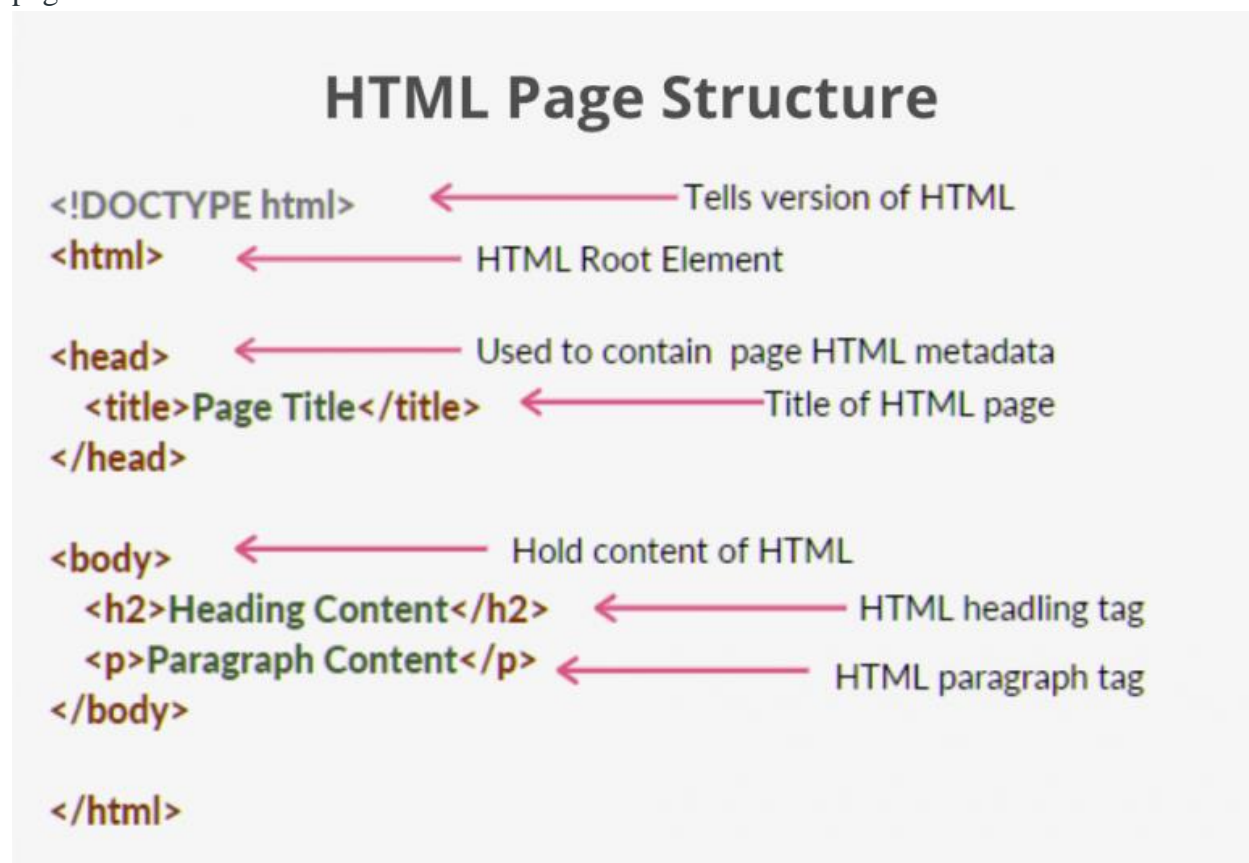 HTML Page Structure
<!DOCTYPE html> Tells version of HTML
<html> HTML Root Element
<head> Used to contain page HTML metadata
<title>Page Title</title> Title of HTML page
</head>
<body> Hold content of HTML
<h2>Heading Content</h2> HTML headling tag
<p>Paragraph Content</p> HTML paragraph tag
</body>
</html>